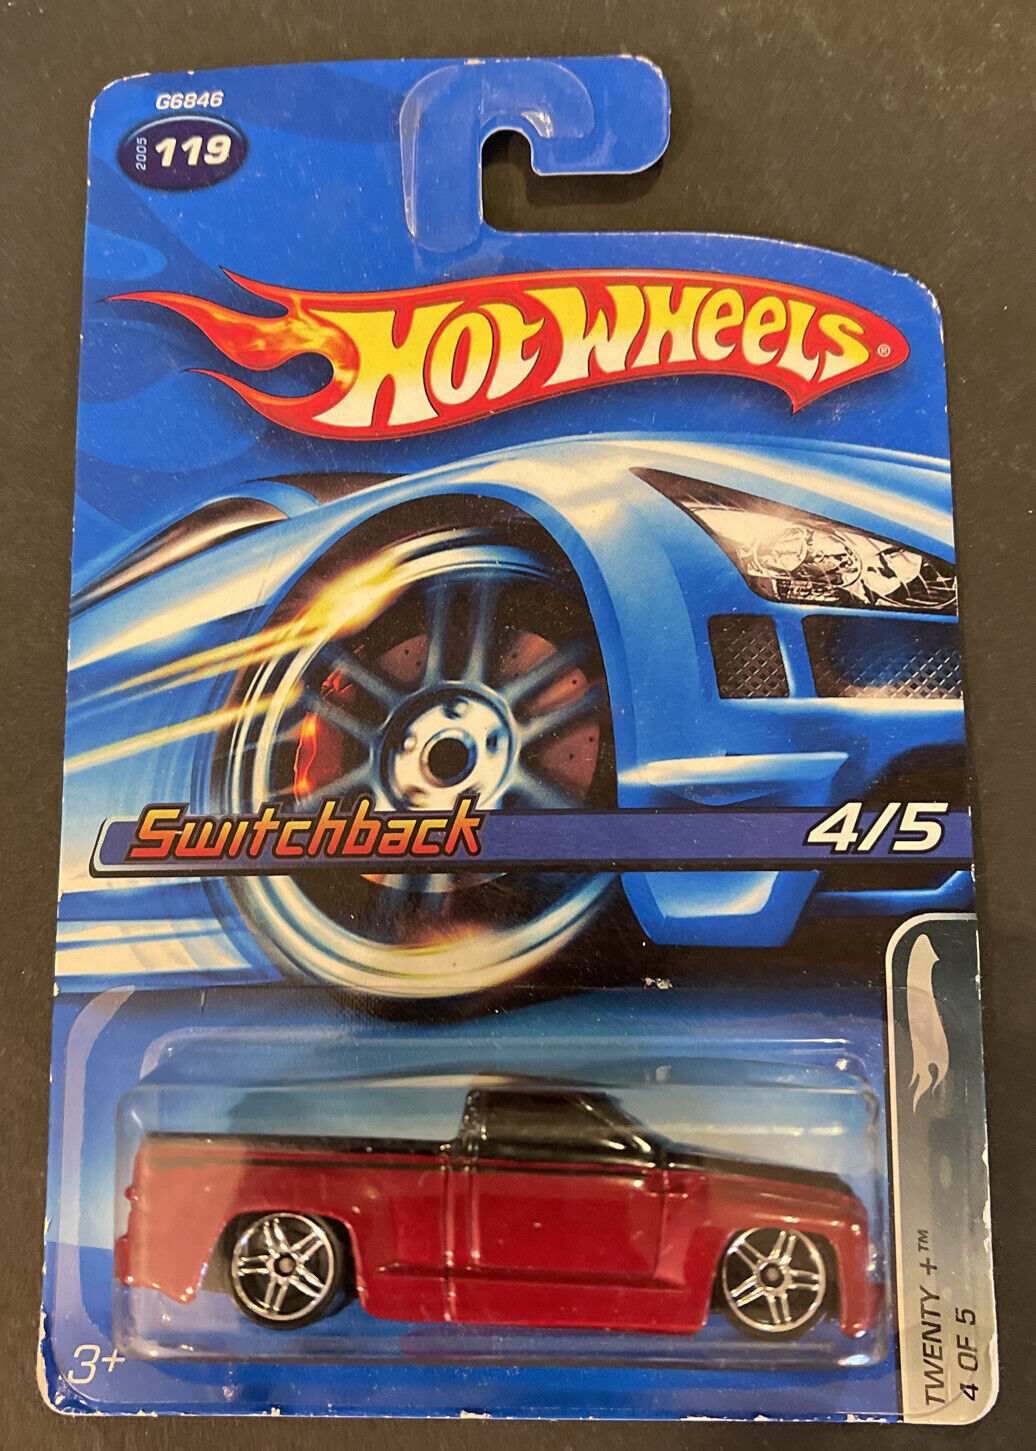 G6846
2005 119
HOT WHEELS®
Switchback 4/5
3+
TWENTY +™
4 OF 5